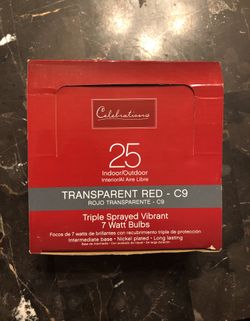 Celebrations
25
Indoor/Outdoor
Interior/Al Aire Libre
TRANSPARENT RED - C9
ROJO TRANSPARENTE - C9
Triple Sprayed Vibrant
7 Watt Bulbs
Focos de 7 watts de brillantes con recubrimiento triple de protección
Intermediate base • Nickel plated • Long lasting